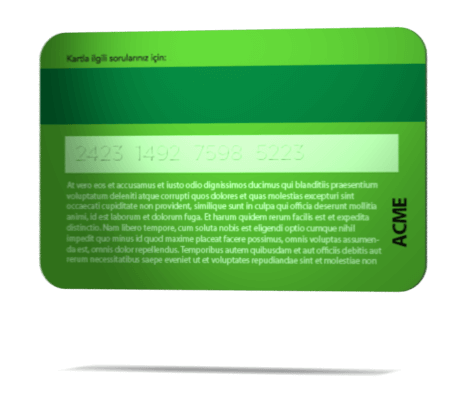 Kartla ilgili sorularınız için:
2423 1492 7598 5223
At vero eos et accusamus et iusto odio dignissimos ducimus qui blanditiis praesentium
voluptatum deleniti atque corrupti quos dolores et quas molestias excepturi sint
occaecati cupiditate non provident, similique sunt in culpa qui officia deserunt mollitia
animi, id est laborum et dolorum fuga. Et harum quidem rerum facilis est et expedita
distinctio. Nam libero tempore, cum soluta nobis est eligendi optio cumque nihil
impedit quo minus id quod maxime placeat facere possimus, omnis voluptas assumen-
da est, omnis dolor repellendus. Temporibus autem quibusdam et aut officiis debitis aut
rerum necessitatibus saepe eveniet ut et voluptates repudiandae sint et molestiae non
ACME